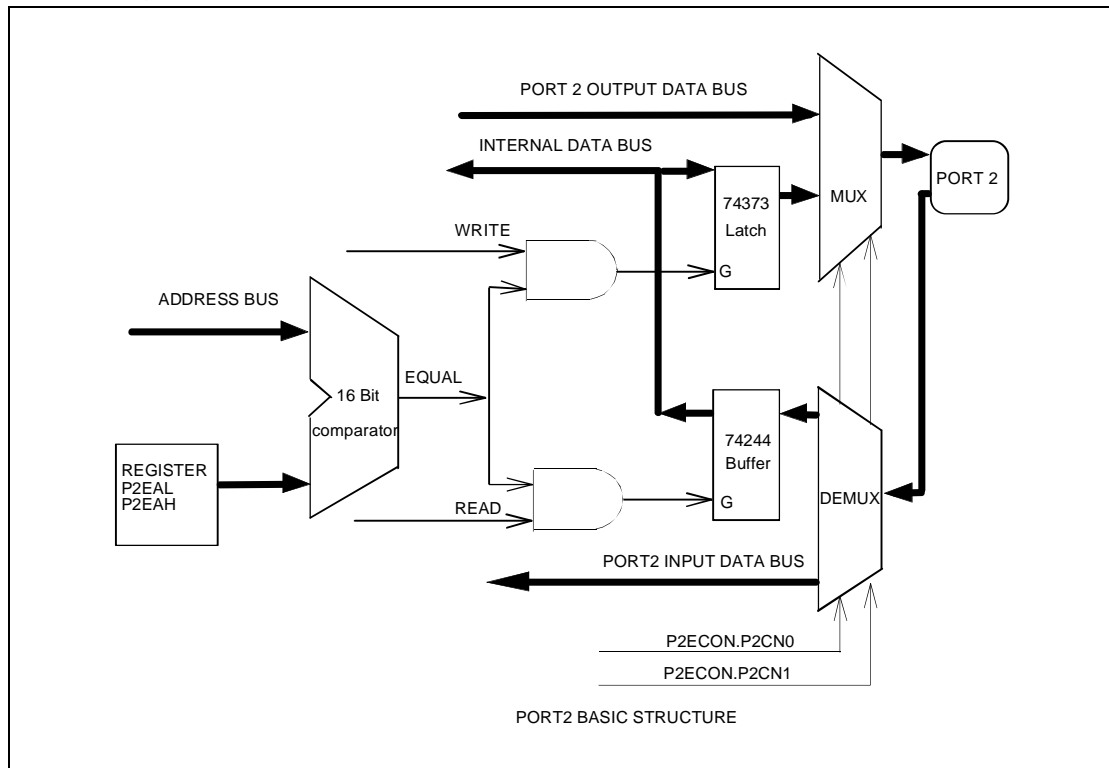 PORT 2 OUTPUT DATA BUS
INTERNAL DATA BUS
MUX
PORT 2
74373
Latch
G
WRITE
ADDRESS BUS
EQUAL
16 Bit
comparator
REGISTER
P2EAL
P2EAH
74244
Buffer
G
DEMUX
READ
PORT2 INPUT DATA BUS
P2ECON.P2CN0
P2ECON.P2CN1
PORT2 BASIC STRUCTURE